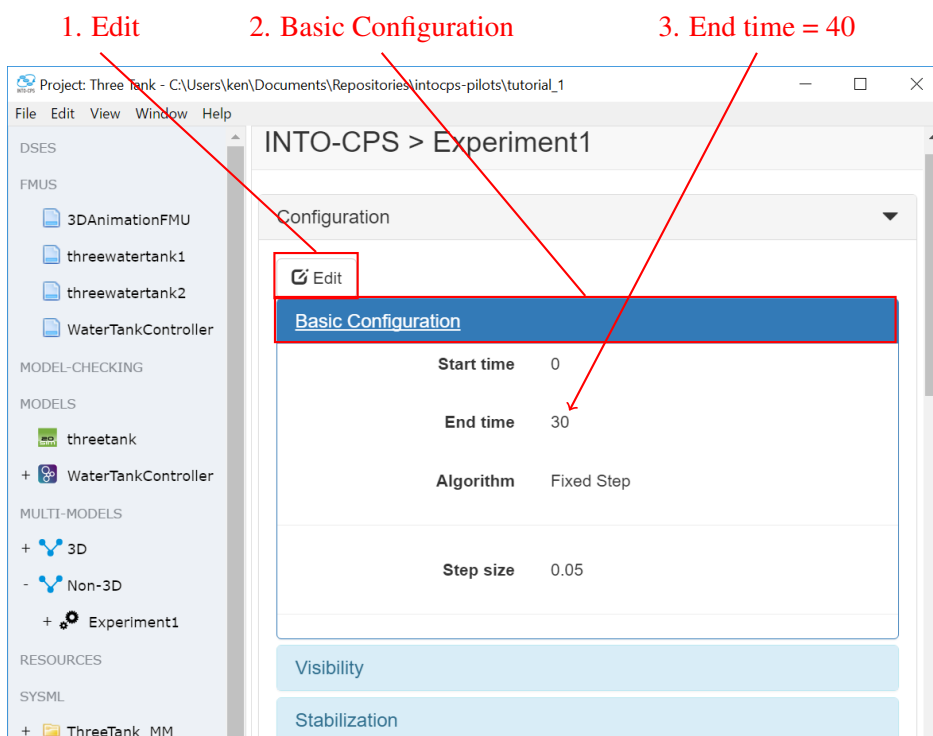 1. Edit 2. Basic Configuration 3. End time = 40
Project: Three Tank - C:\Users\ken\Documents\Repositories\intocps-pilots\tutorial_1
File Edit View Window Help
INTO-CPS > Experiment1
DSES
FMUS
3DAnimationFMU
threewatertank1
threewatertank2
WaterTankController
MODEL-CHECKING
MODELS
threetank
+ WaterTankController
MULTI-MODELS
+ 3D
- Non-3D
+ Experiment1
RESOURCES
SYSML
+ ThreeTank_MM
Configuration
Edit
Basic Configuration
Start time 0
End time 30
Algorithm Fixed Step
Step size 0.05
Visibility
Stabilization